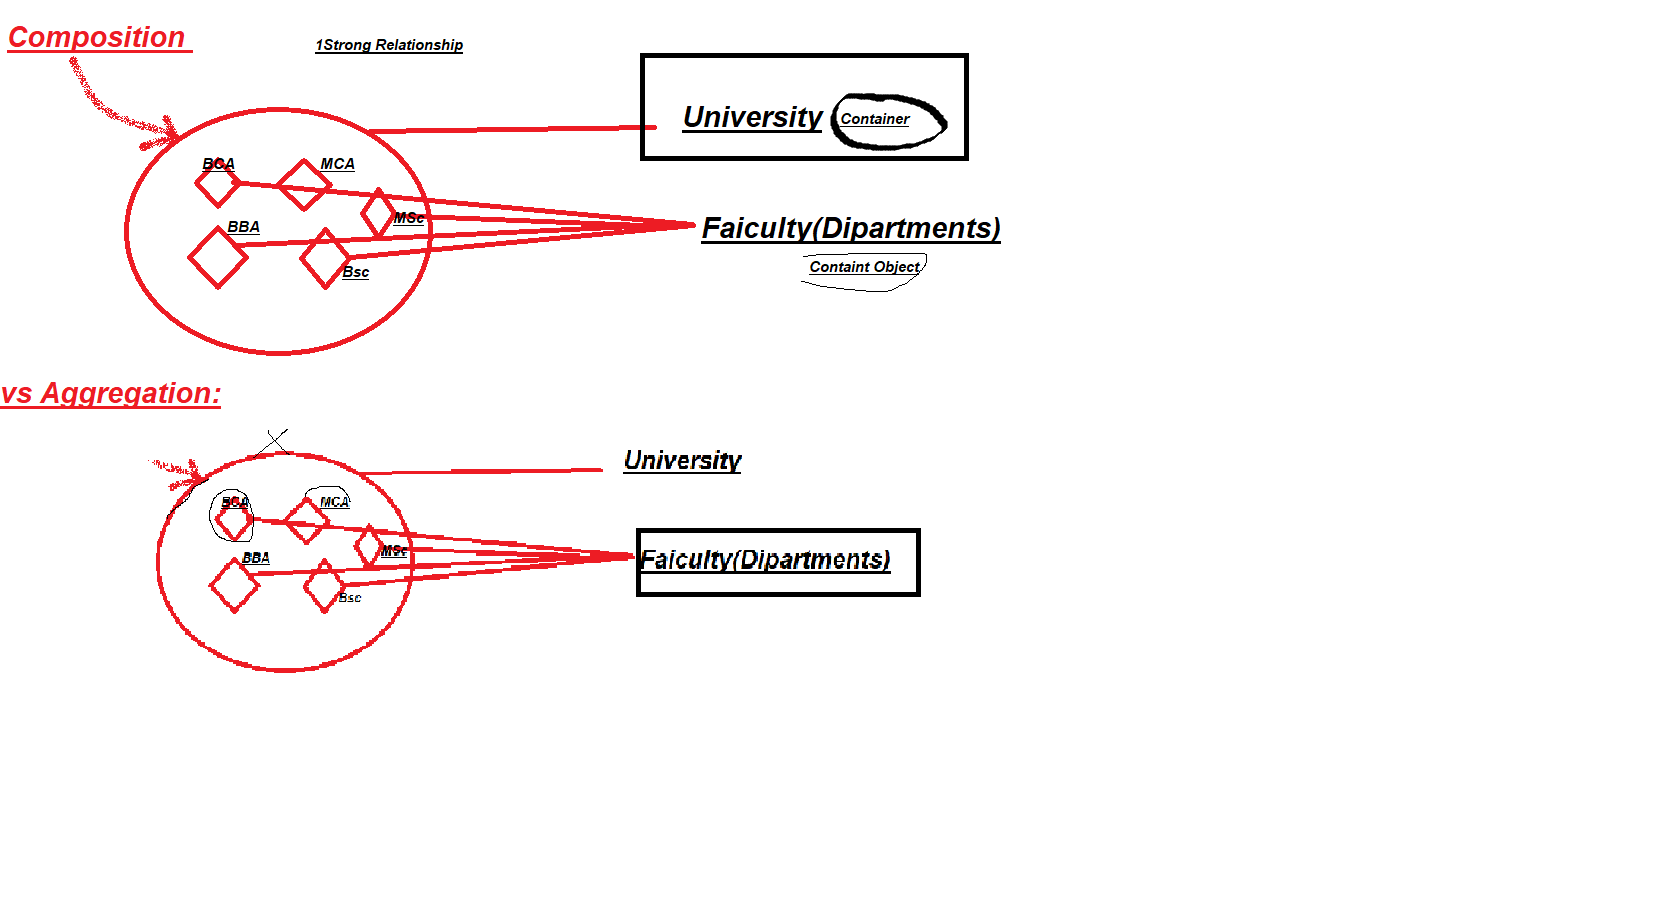 Composition
1Strong Relationship
University
Container
BCA
MCA
MSc
BBA
Bsc
Faiculty(Dipartments)
Containt Object
vs Aggregation:
University
BCA
MCA
MSc
BBA
Bsc
Faiculty(Dipartments)